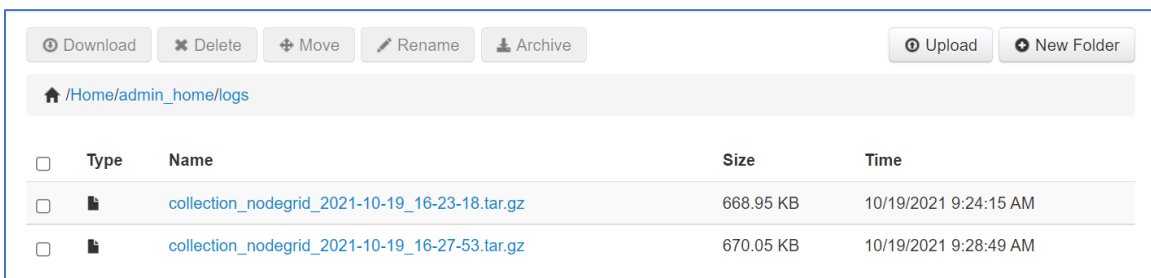 Download Delete Move Rename Archive Upload New Folder
/Home/admin_home/logs
Type Name Size Time
collection_nodegrid_2021-10-19_16-23-18.tar.gz 668.95 KB 10/19/2021 9:24:15 AM
collection_nodegrid_2021-10-19_16-27-53.tar.gz 670.05 KB 10/19/2021 9:28:49 AM